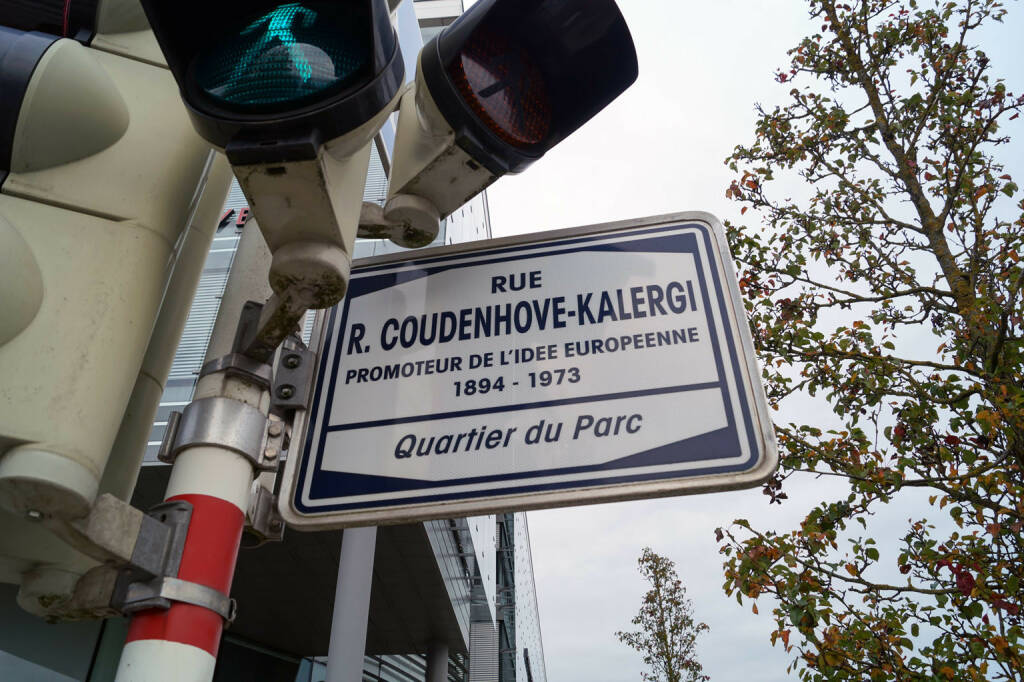 RUE
R. COUDENHOVE-KALERGI
PROMOTEUR DE L'IDEE EUROPEENNE
1894 - 1973
Quartier du Parc